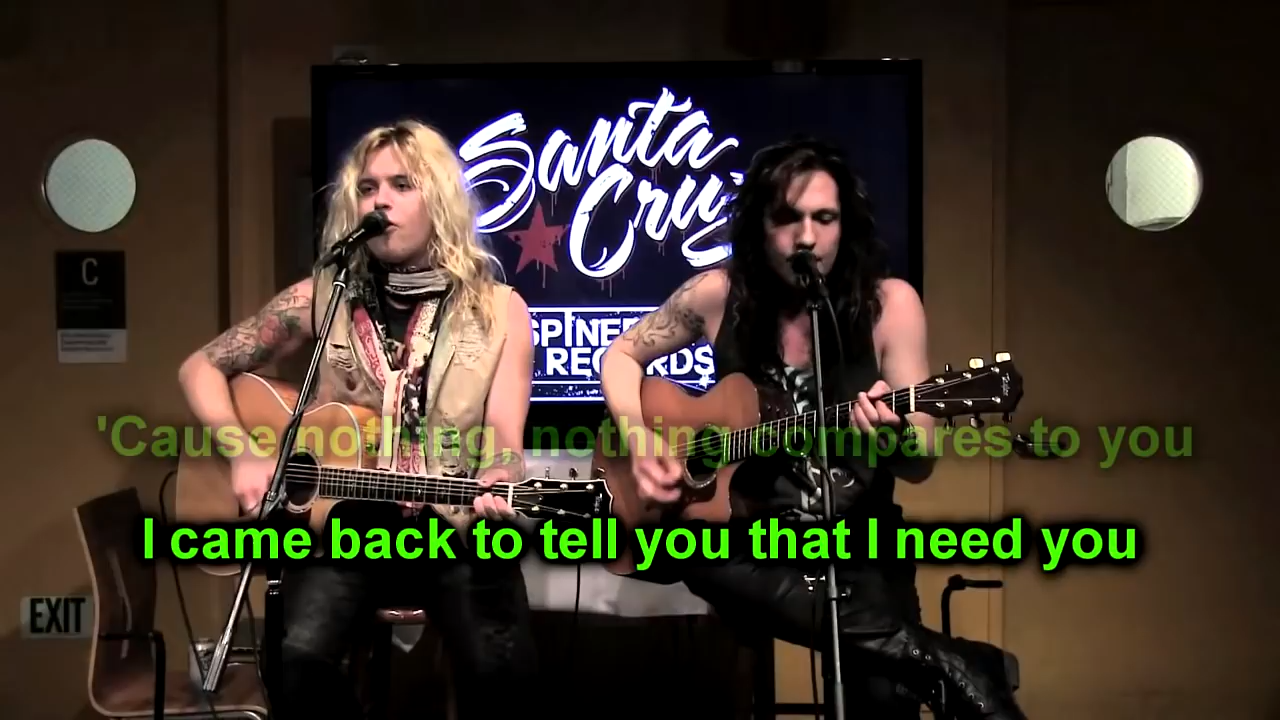 Santa
Cruz
SPINEF
RECORDS
C
'Cause nothing, nothing compares to you
I came back to tell you that I need you
EXIT